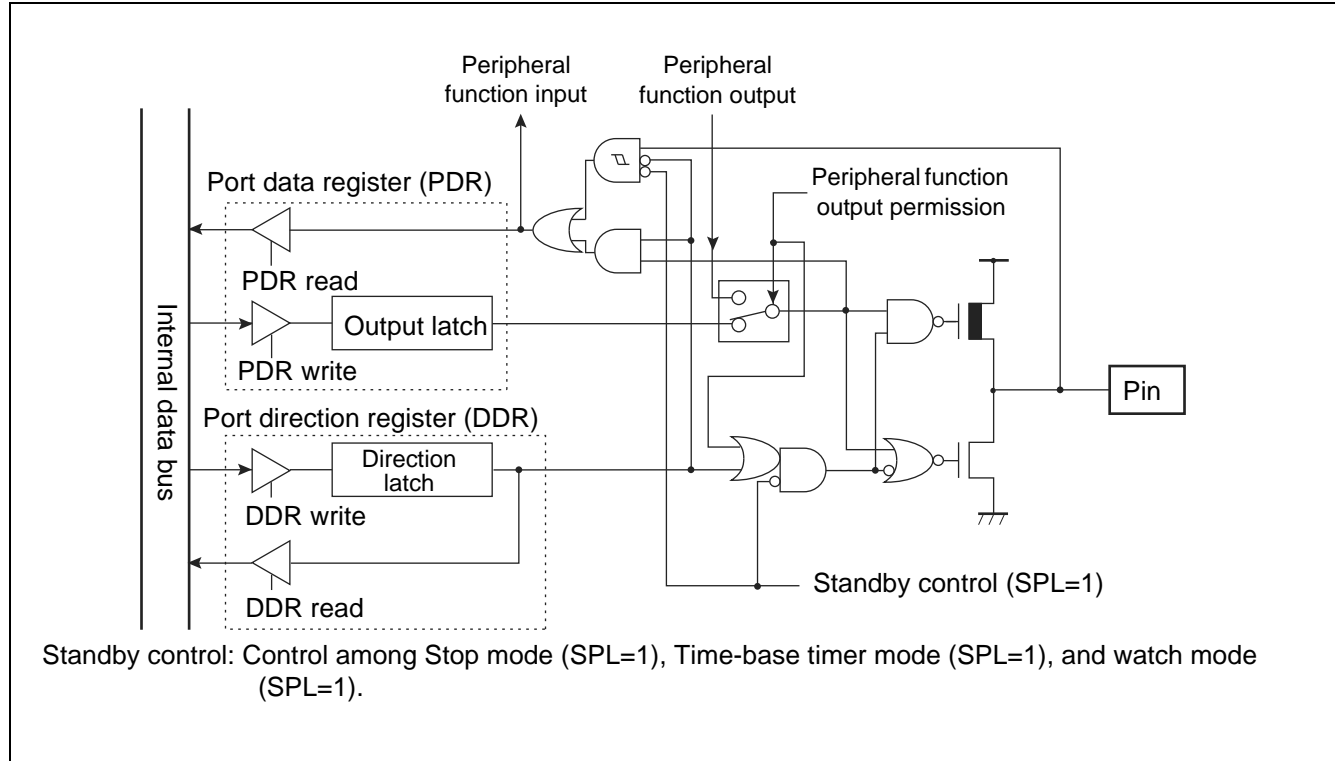 Peripheral
function input
Peripheral
function output
Port data register (PDR)
Peripheral function
output permission
PDR read
Output latch
PDR write
Internal data bus
Pin
Port direction register (DDR)
Direction
latch
DDR write
Standby control (SPL=1)
DDR read
Standby control: Control among Stop mode (SPL=1), Time-base timer mode (SPL=1), and watch mode
(SPL=1).